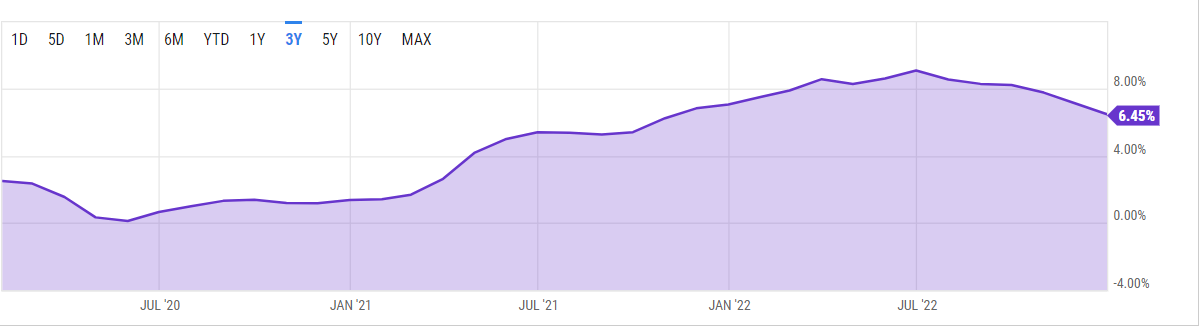 1D 5D 1M 3M 6M YTD 1Y 3Y 5Y 10Y MAX
8.00%
6.45%
4.00%
0.00%
-4.00%
JUL '20 JAN '21 JUL '21 JAN '22 JUL '22